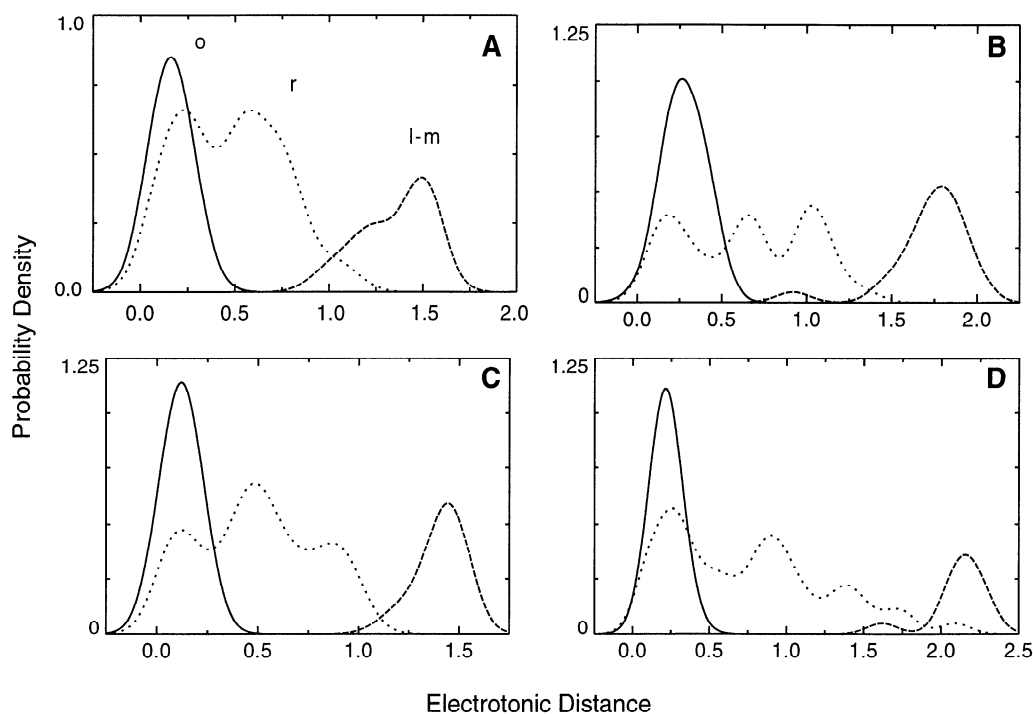 1.0
o
r
l-m
A
0.0
0.0 0.5 1.0 1.5 2.0
1.25
B
0
0.0 0.5 1.0 1.5 2.0
Probability Density
1.25
C
0
0.0 0.5 1.0 1.5
1.25
D
0
0.0 0.5 1.0 1.5 2.0 2.5
Electrotonic Distance